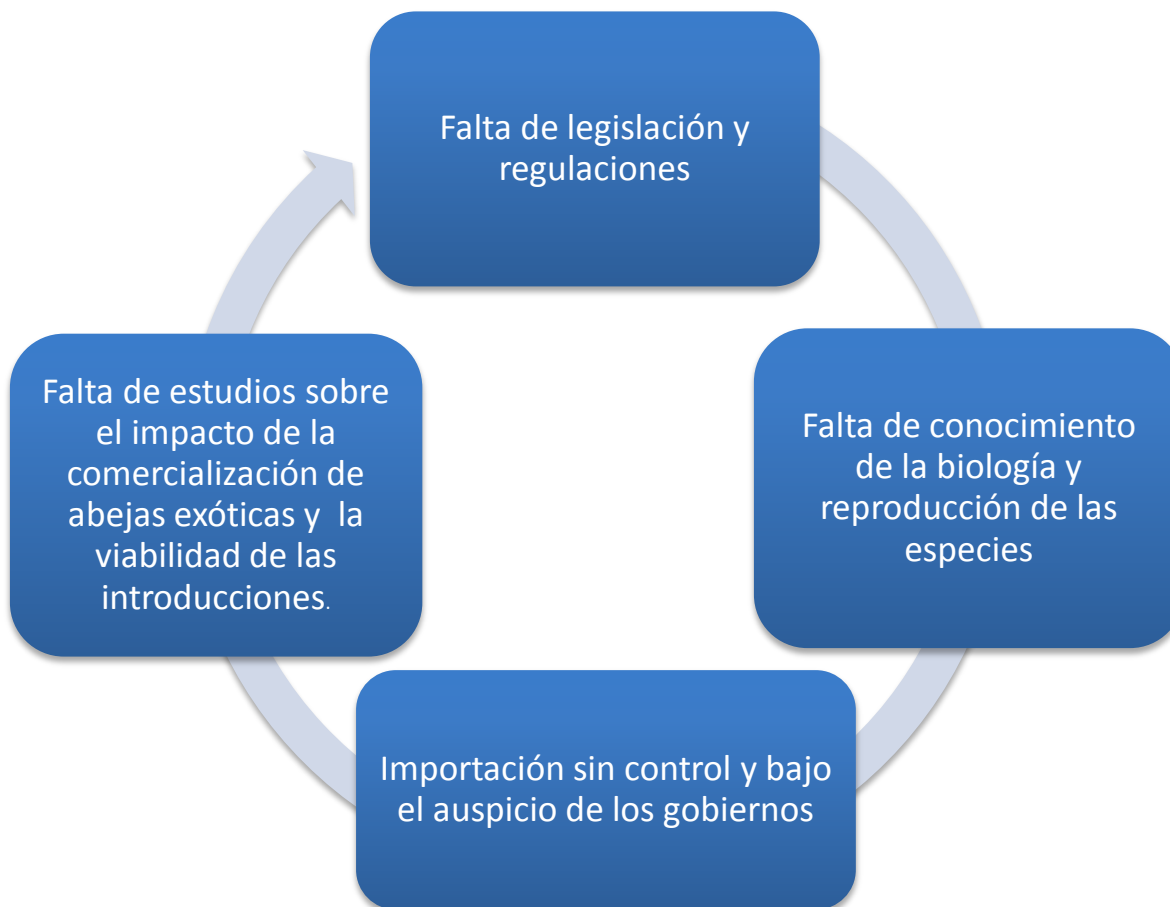 Falta de legislación y
regulaciones
Falta de conocimiento
de la biología y
reproducción de las
especies
Importación sin control y bajo
el auspicio de los gobiernos
Falta de estudios sobre
el impacto de la
comercialización de
abejas exóticas y  la
viabilidad de las
introducciones.